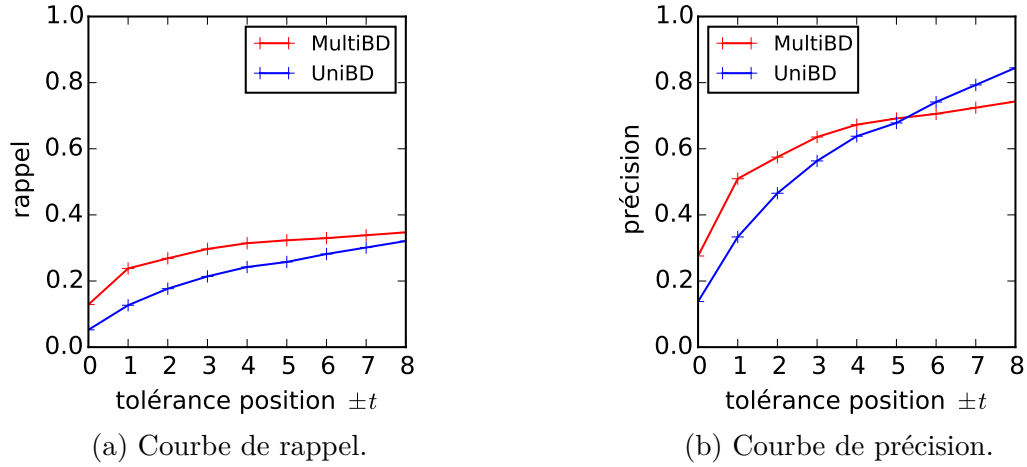 1.0
0.8
0.6
0.4
0.2
0.0
rappel
MultiBD
UniBD
0 1 2 3 4 5 6 7 8
tolérance position ±t
(a) Courbe de rappel.
1.0
0.8
0.6
0.4
0.2
0.0
précision
MultiBD
UniBD
0 1 2 3 4 5 6 7 8
tolérance position ±t
(b) Courbe de précision.